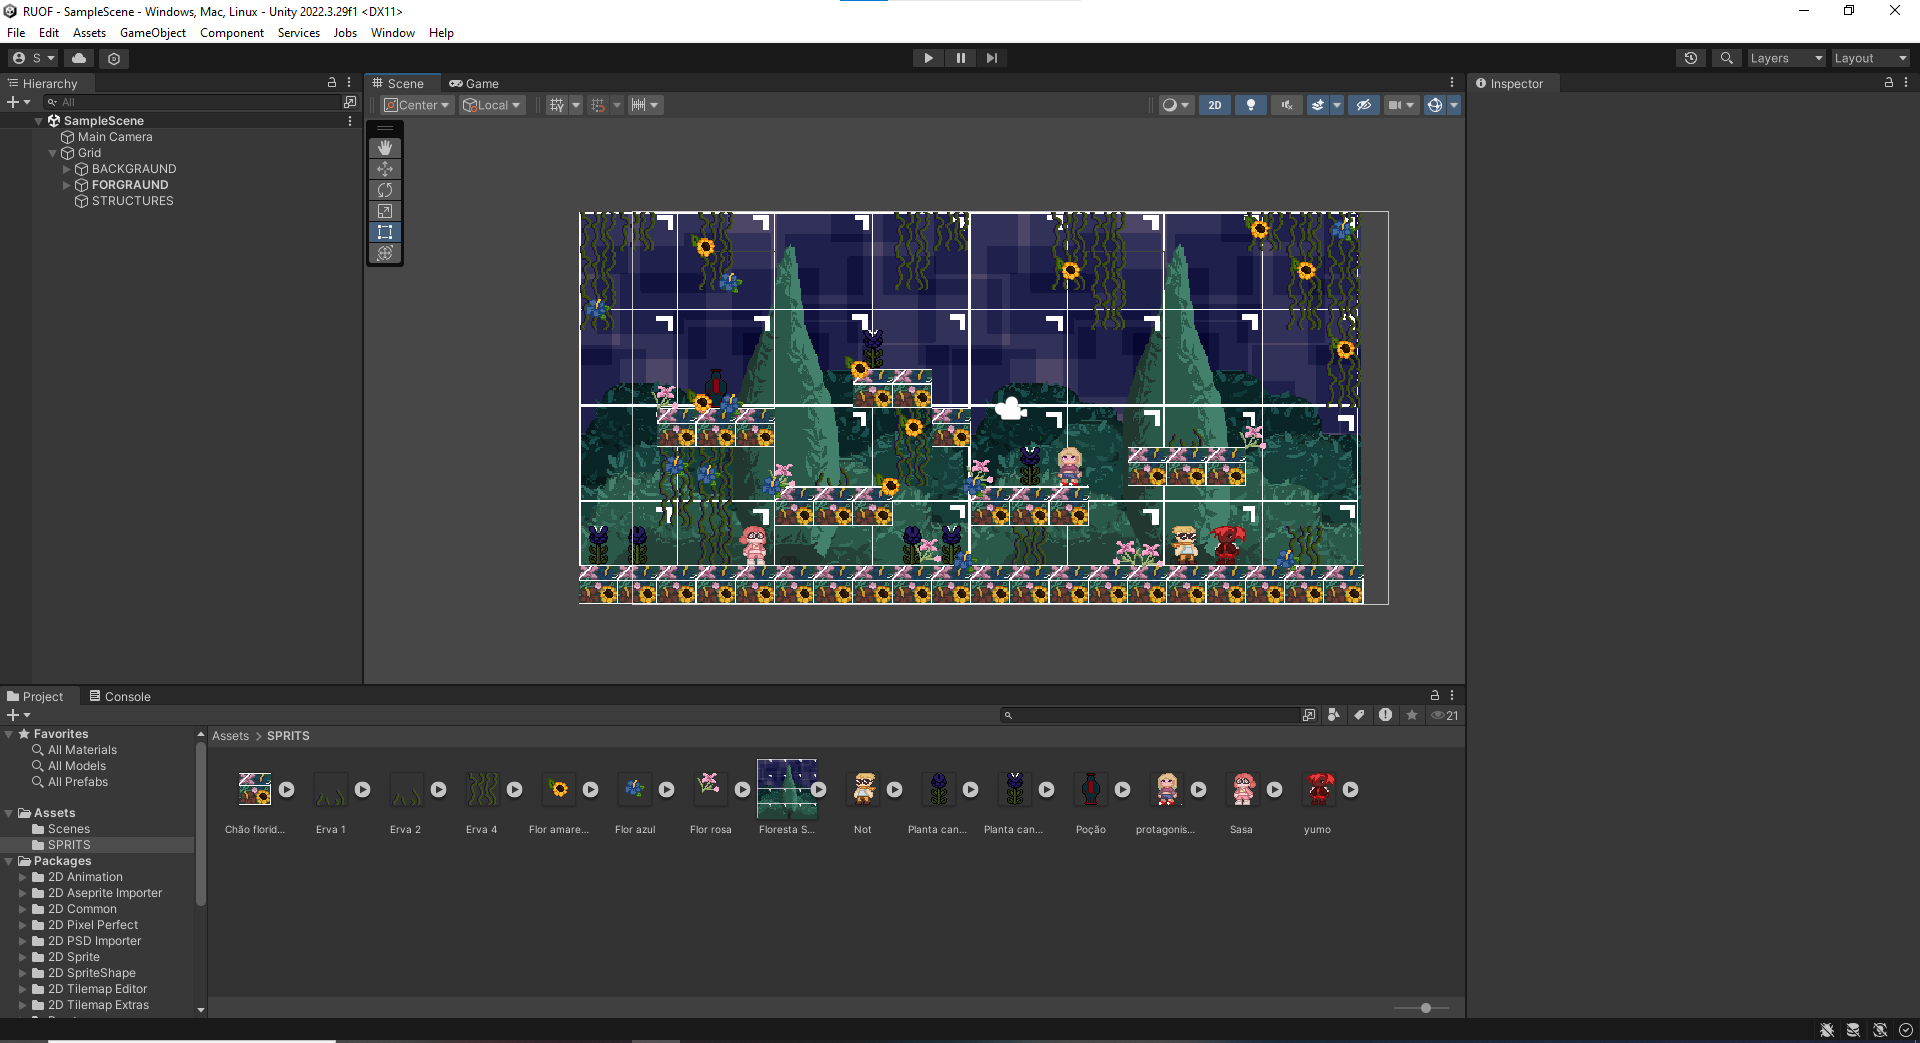 RUOF - SampleScene - Windows, Mac, Linux - Unity 2022.3.29f1 <DX11>
File Edit Assets GameObject Component Services Jobs Window Help
S Layers Layout
Hierarchy Scene Game Inspector
All Center Local 2D
SampleScene
Main Camera
Grid
BACKGRAUND
FORGRAUND
STRUCTURES
Project Console
21
Favorites
All Materials
All Models
All Prefabs
Assets
Scenes
SPRITS
Packages
2D Animation
2D Aseprite Importer
2D Common
2D Pixel Perfect
2D PSD Importer
2D Sprite
2D SpriteShape
2D Tilemap Editor
2D Tilemap Extras
Assets > SPRITS
Chão florid... Erva 1 Erva 2 Erva 4 Flor amare... Flor azul Flor rosa Floresta S... Not Planta can... Planta can... Poção protagonis... Sasa yumo